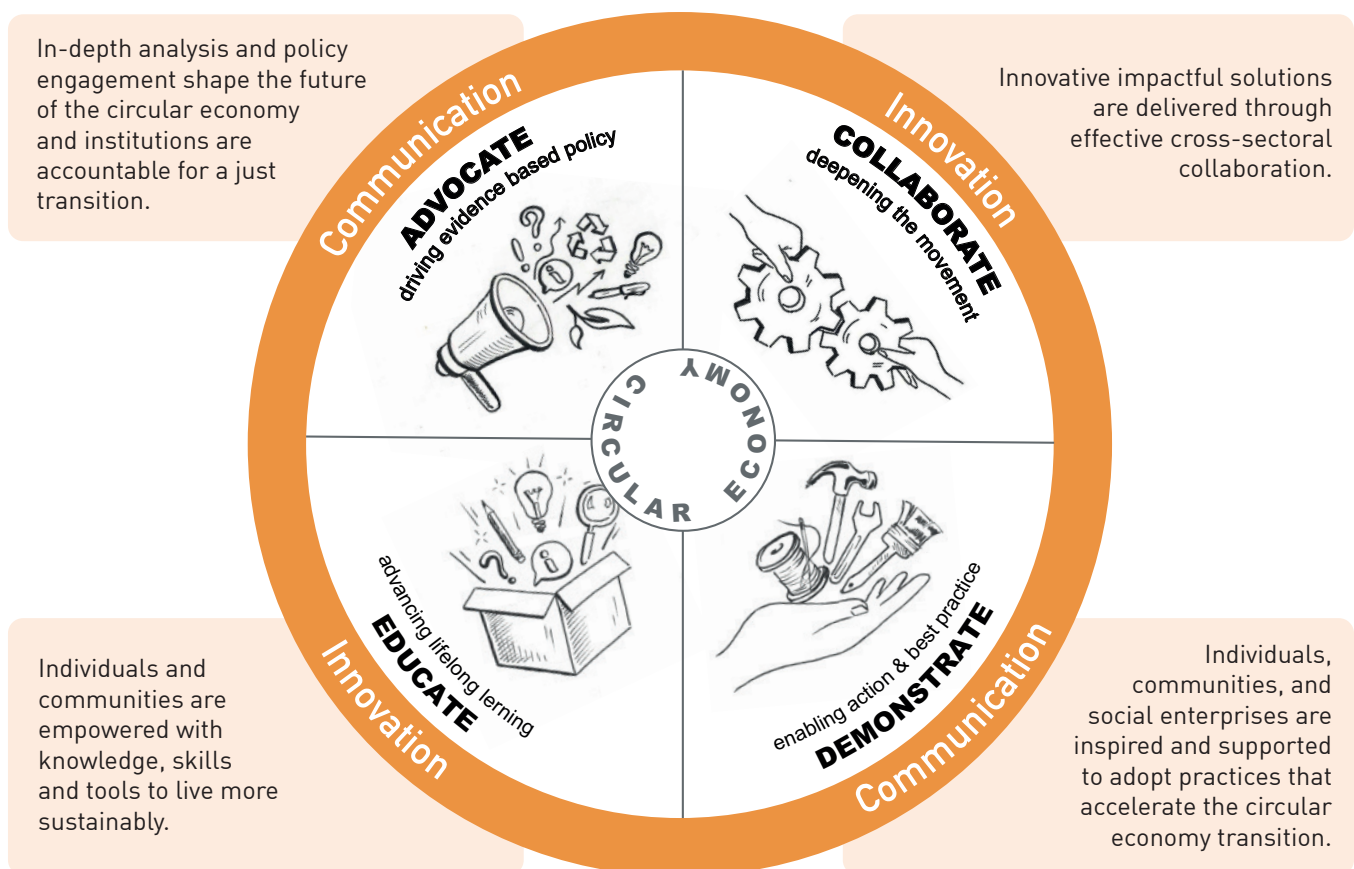 In-depth analysis and policy
engagement shape the future
of the circular economy
and institutions are
accountable for a just
transition.
Communication
ADVOCATE
driving evidence based policy
Innovation
COLLABORATE
deepening the movement
Innovative impactful solutions
are delivered through
effective cross-sectoral
collaboration.
CIRCULAR ECONOMY
Individuals and
communities are
empowered with
knowledge, skills
and tools to live more
sustainably.
advancing lifelong lerning
EDUCATE
Innovation
enabling action & best practice
DEMONSTRATE
Communication
Individuals,
communities, and
social enterprises are
inspired and supported
to adopt practices that
accelerate the circular
economy transition.